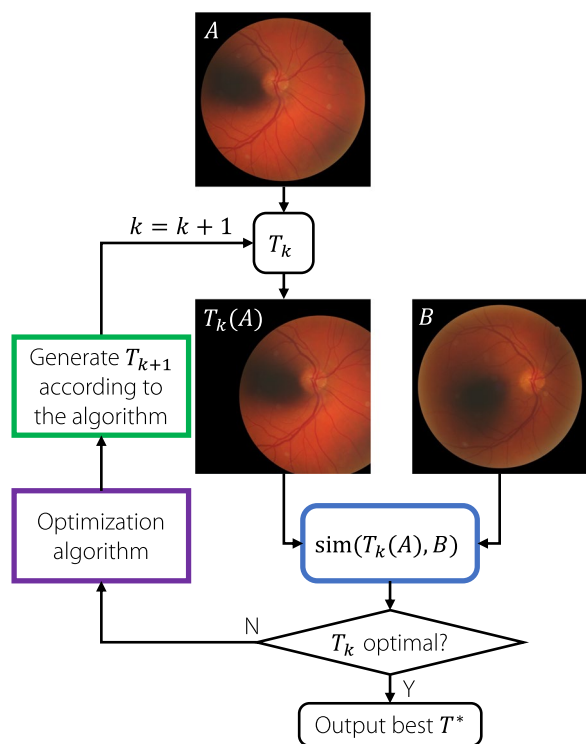 A
k = k + 1
T_k
T_k(A)
B
Generate T_{k+1}
according to
the algorithm
Optimization
algorithm
sim(T_k(A), B)
N
T_k optimal?
Y
Output best T*